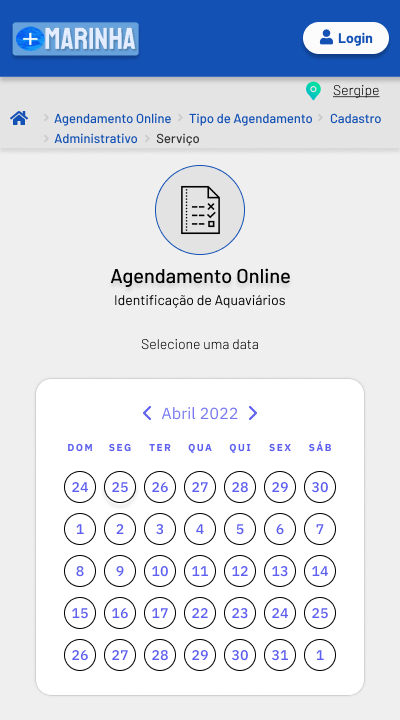 MARINHA
Login
Sergipe
Agendamento Online > Tipo de Agendamento > Cadastro
> Administrativo > Serviço
Agendamento Online
Identificação de Aquaviários
Selecione uma data
Abril 2022
DOM SEG TER QUA QUI SEX SÁB
24 25 26 27 28 29 30
1 2 3 4 5 6 7
8 9 10 11 12 13 14
15 16 17 22 23 24 25
26 27 28 29 30 31 1